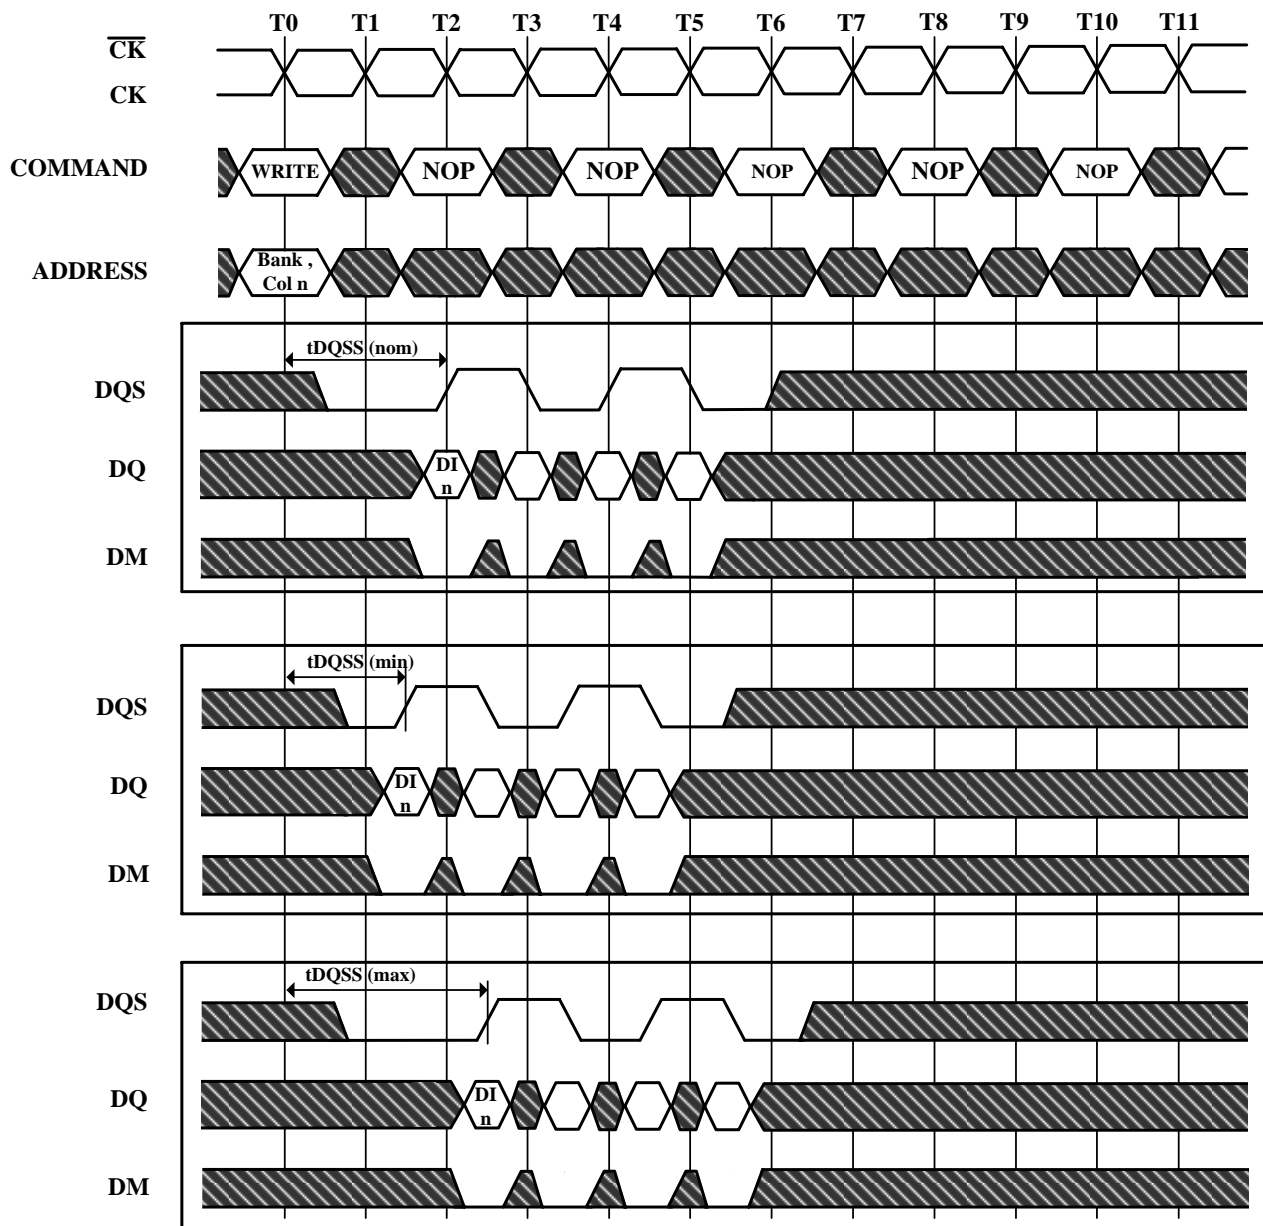 T0 T1 T2 T3 T4 T5 T6 T7 T8 T9 T10 T11
CK
CK
COMMAND WRITE NOP NOP NOP NOP NOP
ADDRESS Bank ,
Col n
tDQSS (nom)
DQS
DQ DI
n
DM
tDQSS (min)
DQS
DQ DI
n
DM
tDQSS (max)
DQS
DQ DI
n
DM